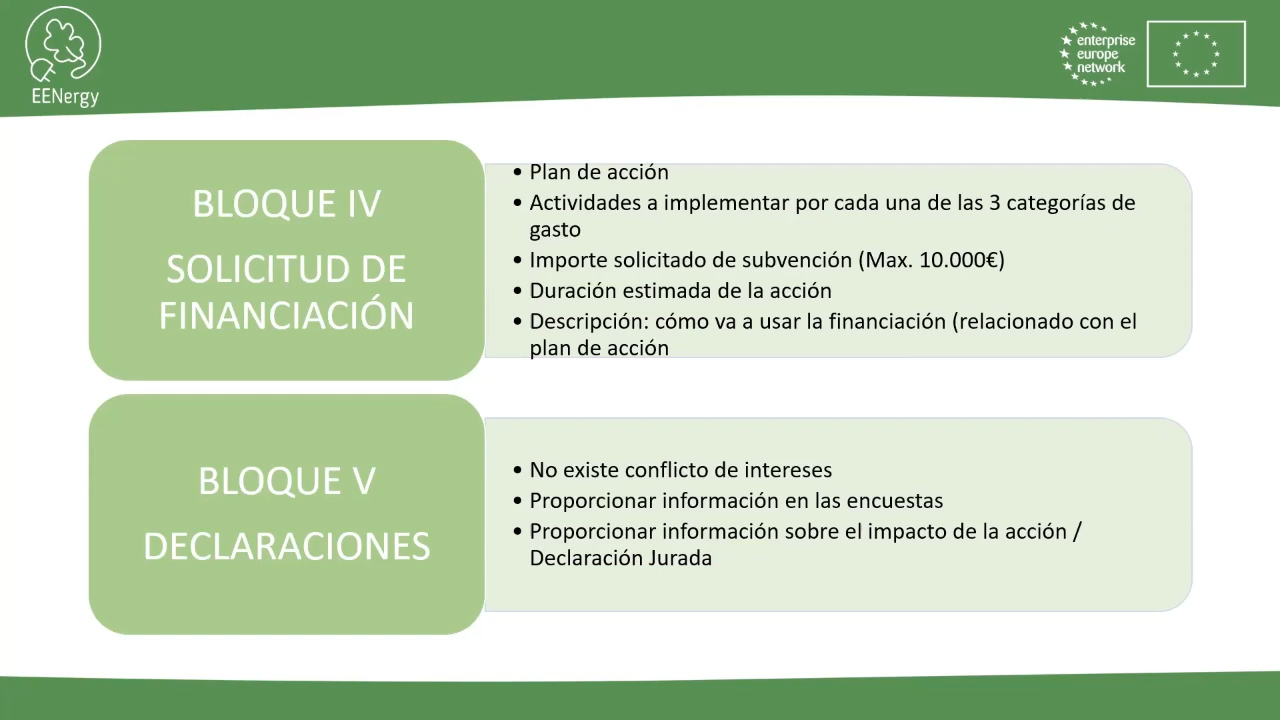 EENergy
enterprise
europe
network
BLOQUE IV
SOLICITUD DE
FINANCIACIÓN
• Plan de acción
• Actividades a implementar por cada una de las 3 categorías de
gasto
• Importe solicitado de subvención (Max. 10.000€)
• Duración estimada de la acción
• Descripción: cómo va a usar la financiación (relacionado con el
plan de acción
BLOQUE V
DECLARACIONES
• No existe conflicto de intereses
• Proporcionar información en las encuestas
• Proporcionar información sobre el impacto de la acción /
Declaración Jurada